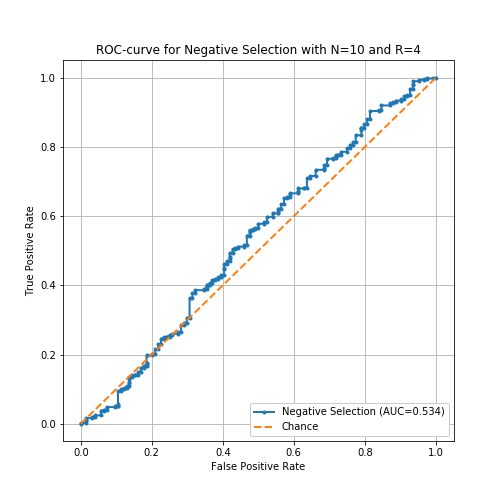 ROC-curve for Negative Selection with N=10 and R=4
1.0
0.8
0.6
0.4
0.2
0.0
True Positive Rate
Negative Selection (AUC=0.534)
Chance
0.0 0.2 0.4 0.6 0.8 1.0
False Positive Rate